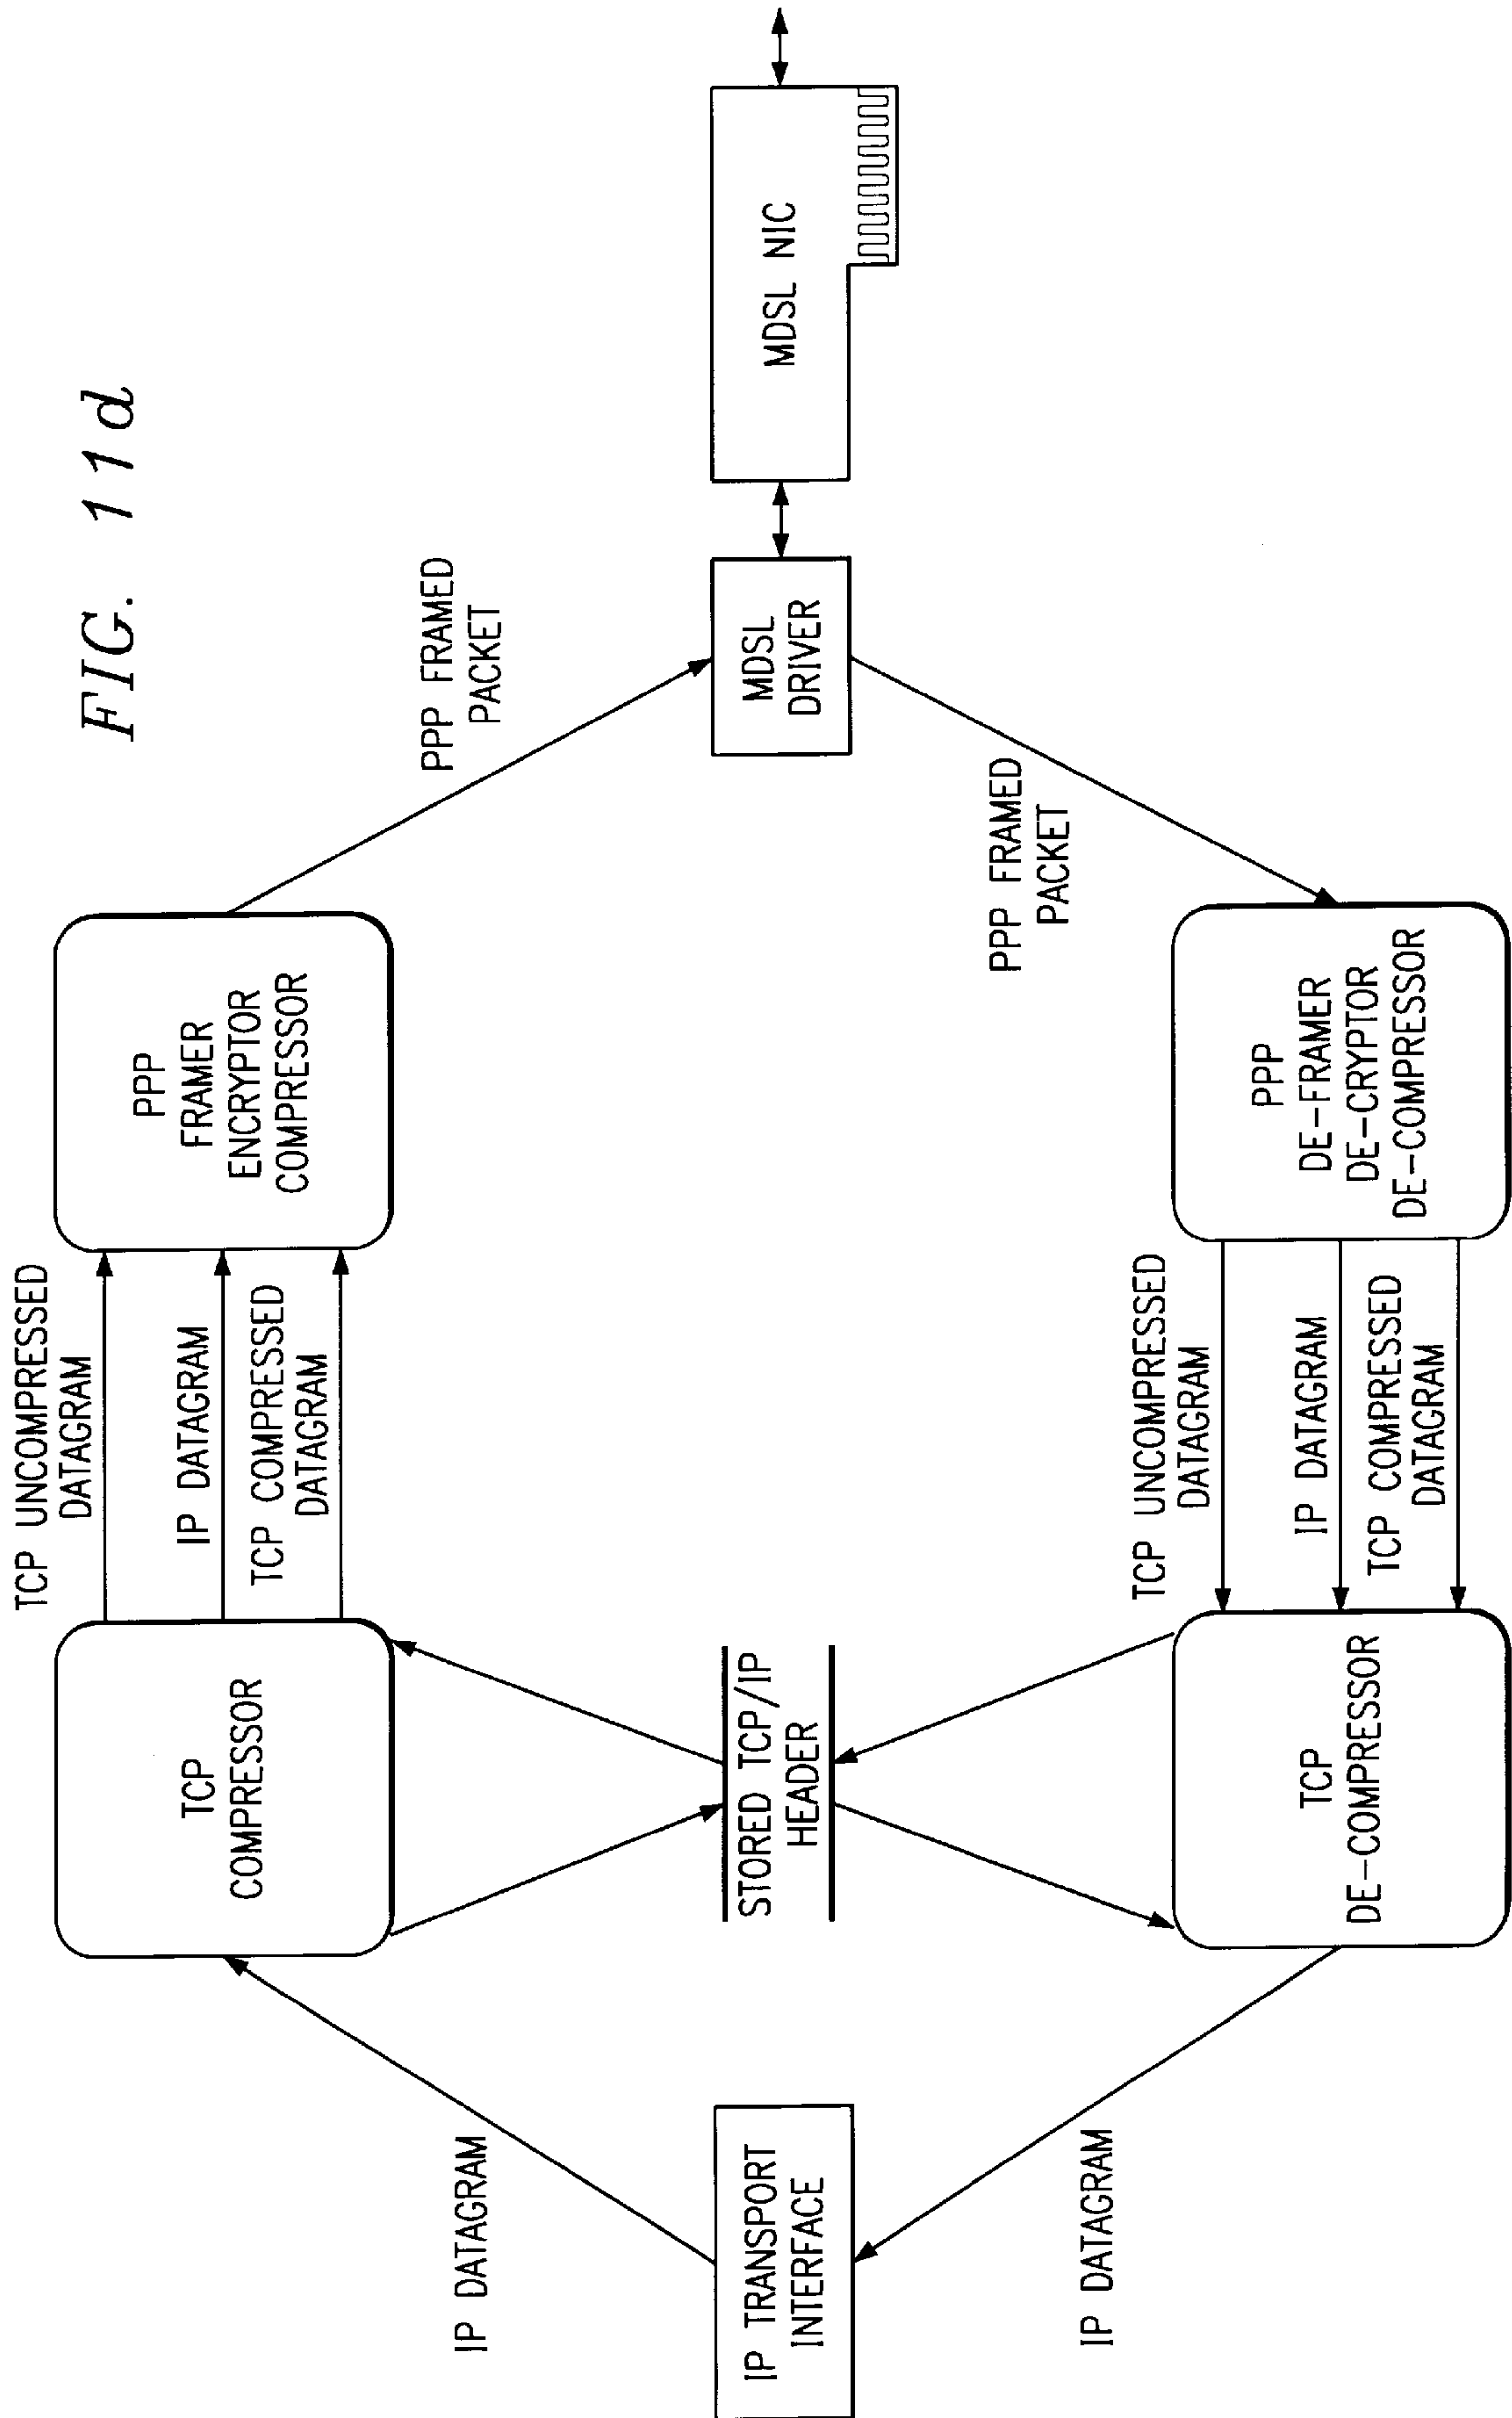 FIG. 11d
TCP UNCOMPRESSED
DATAGRAM
IP DATAGRAM
TCP COMPRESSED
DATAGRAM
TCP
COMPRESSOR
PPP
FRAMER
ENCRYPTOR
COMPRESSOR
IP DATAGRAM
PPP FRAMED
PACKET
IP TRANSPORT
INTERFACE
STORED TCP/IP
HEADER
MDSL
DRIVER
MDSL NIC
IP DATAGRAM
PPP FRAMED
PACKET
TCP UNCOMPRESSED
DATAGRAM
IP DATAGRAM
TCP COMPRESSED
DATAGRAM
TCP
DE-COMPRESSOR
PPP
DE-FRAMER
DE-CRYPTOR
DE-COMPRESSOR